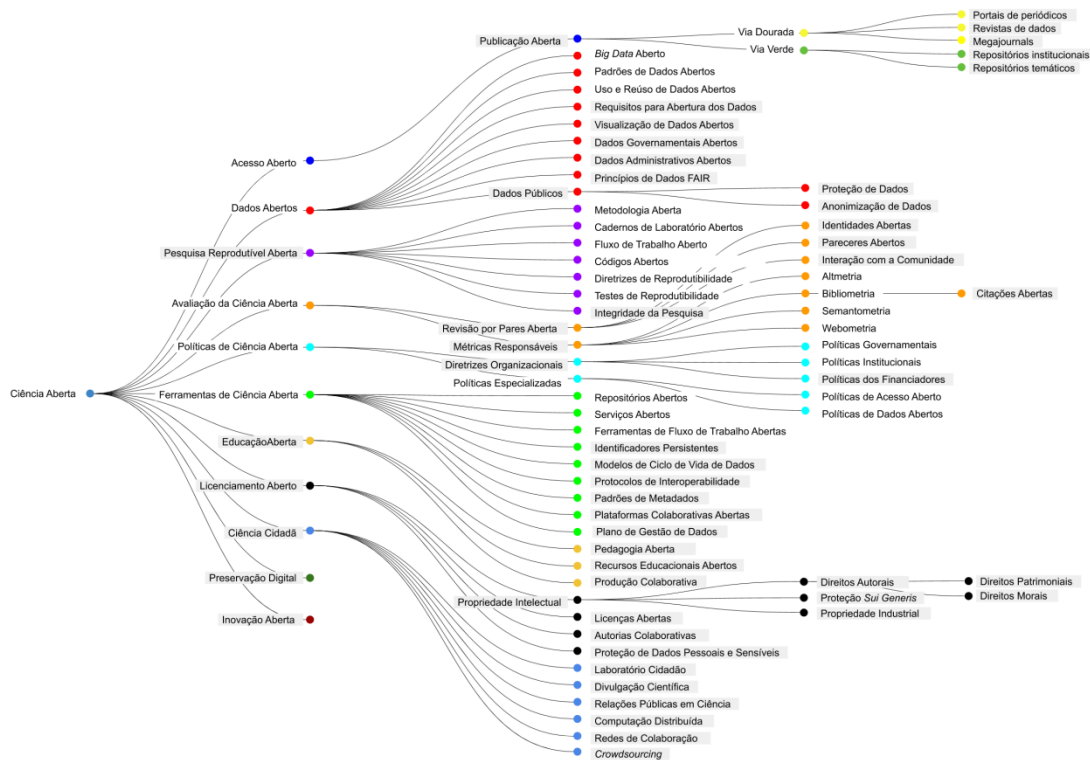 Ciência Aberta
Acesso Aberto
Publicação Aberta
Via Dourada
Portais de periódicos
Revistas de dados
Megajournals
Via Verde
Repositórios institucionais
Repositórios temáticos
Dados Abertos
Big Data Aberto
Padrões de Dados Abertos
Uso e Reúso de Dados Abertos
Requisitos para Abertura dos Dados
Visualização de Dados Abertos
Dados Governamentais Abertos
Dados Administrativos Abertos
Princípios de Dados FAIR
Dados Públicos
Proteção de Dados
Anonimização de Dados
Pesquisa Reprodutível Aberta
Metodologia Aberta
Cadernos de Laboratório Abertos
Fluxo de Trabalho Aberto
Códigos Abertos
Diretrizes de Reprodutibilidade
Testes de Reprodutibilidade
Integridade da Pesquisa
Avaliação da Ciência Aberta
Revisão por Pares Aberta
Identidades Abertas
Pareceres Abertos
Interação com a Comunidade
Métricas Responsáveis
Altmetria
Bibliometria
Citações Abertas
Semantometria
Webometria
Políticas de Ciência Aberta
Diretrizes Organizacionais
Políticas Governamentais
Políticas Institucionais
Políticas dos Financiadores
Políticas Especializadas
Políticas de Acesso Aberto
Políticas de Dados Abertos
Ferramentas de Ciência Aberta
Repositórios Abertos
Serviços Abertos
Ferramentas de Fluxo de Trabalho Abertas
Identificadores Persistentes
Modelos de Ciclo de Vida de Dados
Protocolos de Interoperabilidade
Padrões de Metadados
Plataformas Colaborativas Abertas
Plano de Gestão de Dados
EducaçãoAberta
Pedagogia Aberta
Recursos Educacionais Abertos
Produção Colaborativa
Licenciamento Aberto
Propriedade Intelectual
Direitos Autorais
Direitos Patrimoniais
Direitos Morais
Proteção Sui Generis
Propriedade Industrial
Licenças Abertas
Autorias Colaborativas
Proteção de Dados Pessoais e Sensíveis
Ciência Cidadã
Laboratório Cidadão
Divulgação Científica
Relações Públicas em Ciência
Computação Distribuída
Redes de Colaboração
Crowdsourcing
Preservação Digital
Inovação Aberta